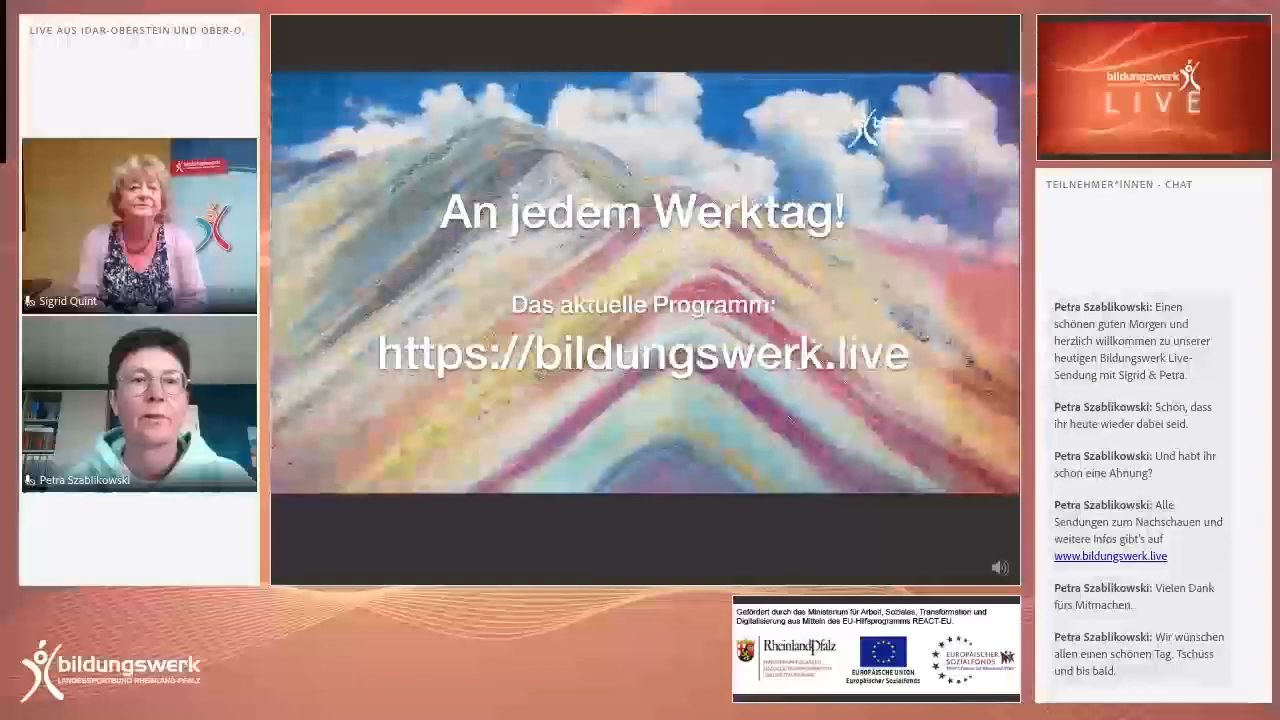 LIVE AUS IDAR-OBERSTEIN UND OBER-O.
Sigrid Quint
Petra Szablikowski
An jedem Werktag!
Das aktuelle Programm:
https://bildungswerk.live
bildungswerk
LIVE
TEILNEHMER*INNEN - CHAT
Petra Szablikowski: Einen
schönen guten Morgen und
herzlich willkommen zu unserer
heutigen Bildungswerk Live-
Sendung mit Sigrid & Petra.
Petra Szablikowski: Schön, dass
ihr heute wieder dabei seid.
Petra Szablikowski: Und habt ihr
schon eine Ahnung?
Petra Szablikowski: Alle
Sendungen zum Nachschauen und
weitere Infos gibt's auf
www.bildungswerk.live
Petra Szablikowski: Vielen Dank
fürs Mitmachen.
Petra Szablikowski: Wir wünschen
allen einen schönen Tag. Tschüss
und bis bald.
bildungswerk
LANDESSPORTBUND RHEINLAND-PFALZ
Gefördert durch das Ministerium für Arbeit, Soziales, Transformation und
Digitalisierung aus Mitteln des EU-Hilfsprogramms REACT-EU.
RheinlandPfalz
EUROPÄISCHE UNION
Europäischer Sozialfonds
EUROPÄISCHER
SOZIALFONDS